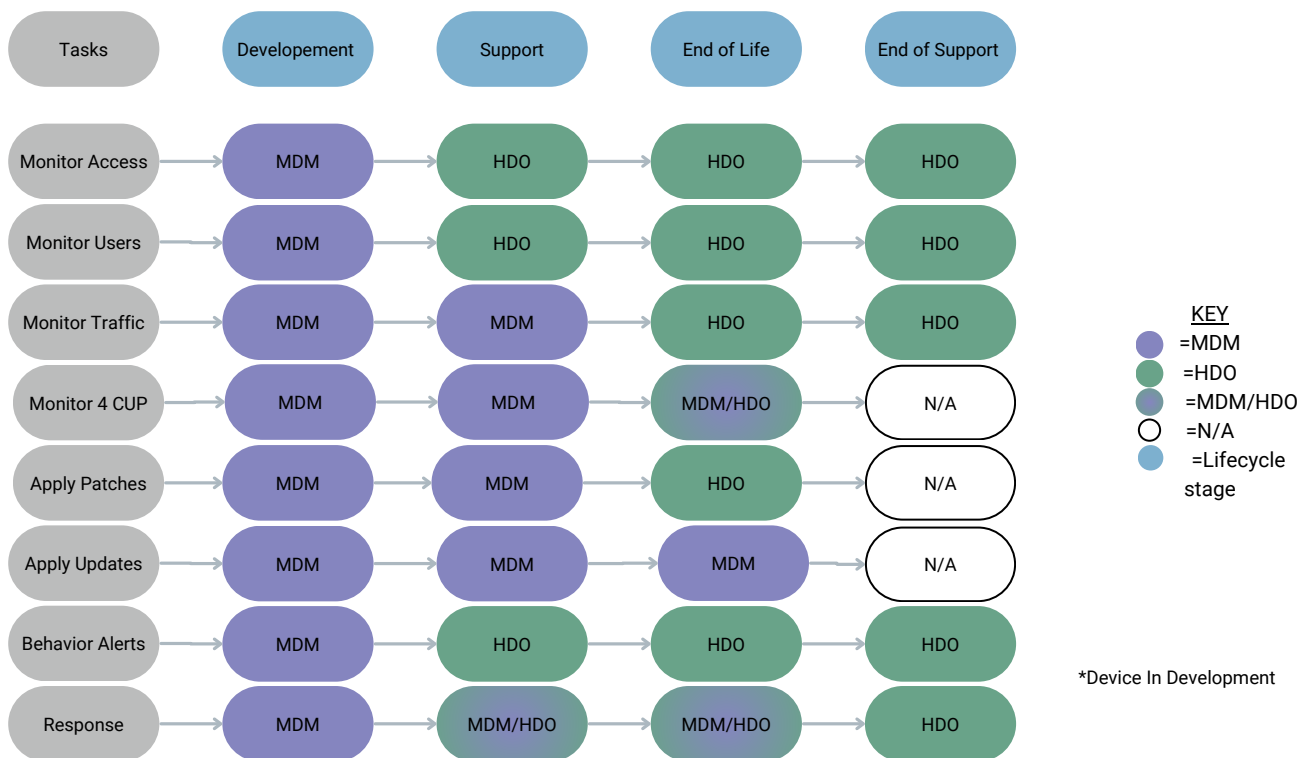 Tasks
Developement
Support
End of Life
End of Support
Monitor Access
MDM
HDO
HDO
HDO
Monitor Users
MDM
HDO
HDO
HDO
Monitor Traffic
MDM
MDM
HDO
HDO
Monitor 4 CUP
MDM
MDM
MDM/HDO
N/A
Apply Patches
MDM
MDM
HDO
N/A
Apply Updates
MDM
MDM
MDM
N/A
Behavior Alerts
MDM
HDO
HDO
HDO
Response
MDM
MDM/HDO
MDM/HDO
HDO
KEY
=MDM
=HDO
=MDM/HDO
=N/A
=Lifecycle
stage
*Device In Development